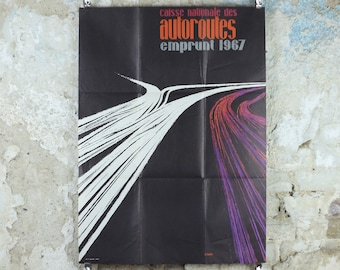 caisse nationale des
autoroutes
emprunt 1967